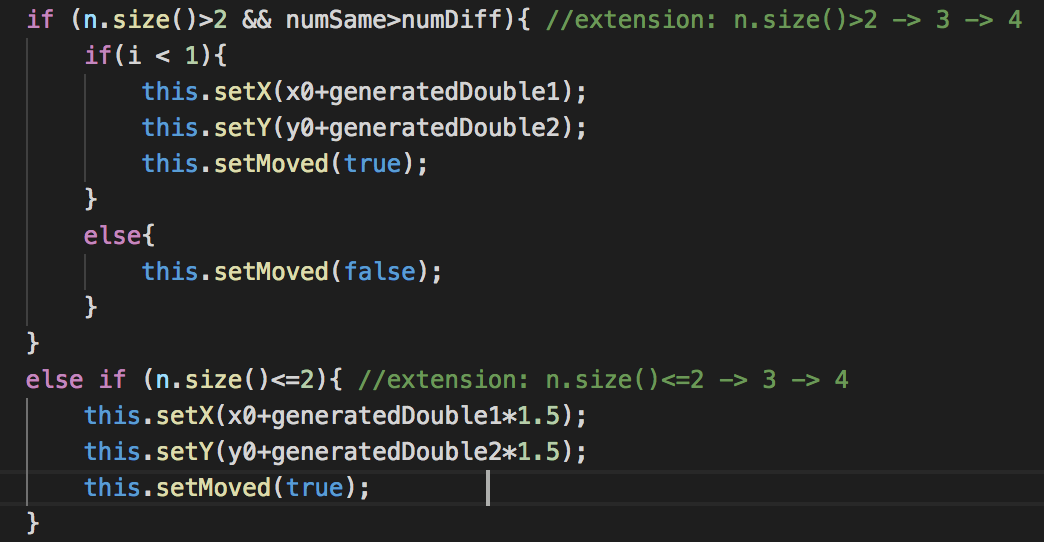 if (n.size()>2 && numSame>numDiff){ //extension: n.size()>2 -> 3 -> 4
if(i < 1){
this.setX(x0+generatedDouble1);
this.setY(y0+generatedDouble2);
this.setMoved(true);
}
else{
this.setMoved(false);
}
}
else if (n.size()<=2){ //extension: n.size()<=2 -> 3 -> 4
this.setX(x0+generatedDouble1*1.5);
this.setY(y0+generatedDouble2*1.5);
this.setMoved(true);
}